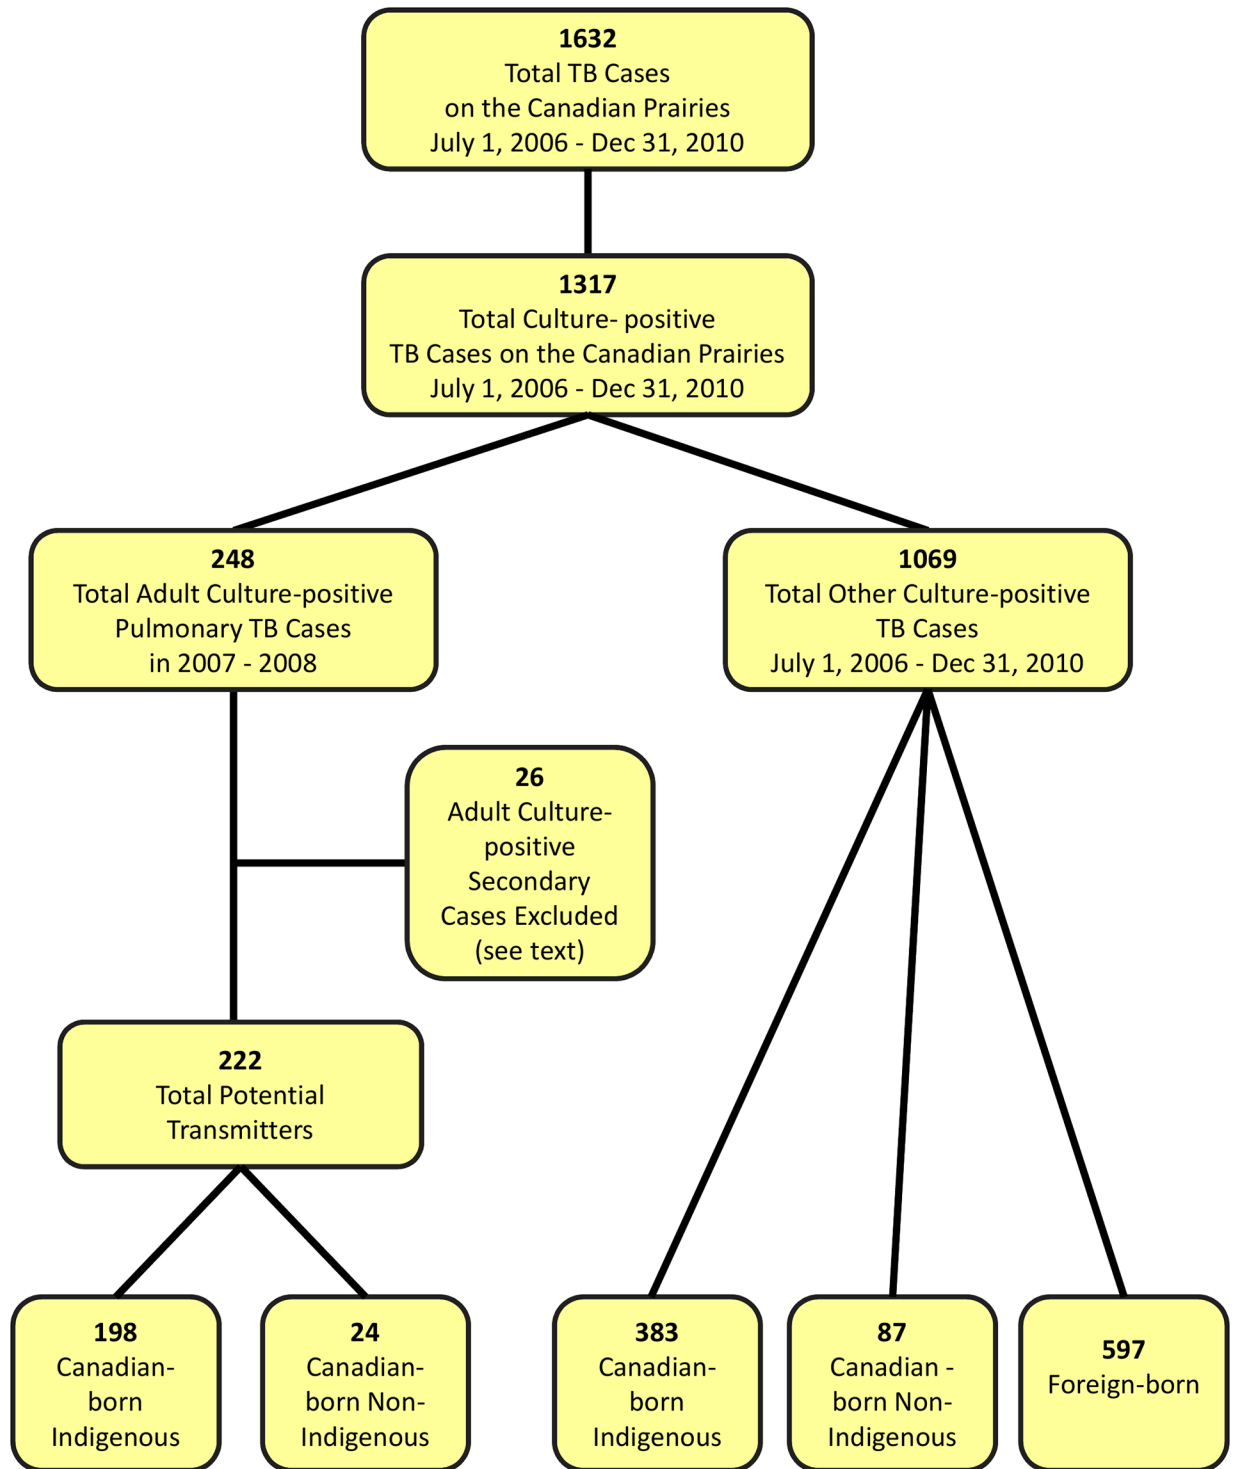 1632
Total TB Cases
on the Canadian Prairies
July 1, 2006 - Dec 31, 2010
1317
Total Culture- positive
TB Cases on the Canadian Prairies
July 1, 2006 - Dec 31, 2010
248
Total Adult Culture-positive
Pulmonary TB Cases
in 2007 - 2008
1069
Total Other Culture-positive
TB Cases
July 1, 2006 - Dec 31, 2010
26
Adult Culture-
positive
Secondary
Cases Excluded
(see text)
222
Total Potential
Transmitters
198
Canadian-
born
Indigenous
24
Canadian-
born Non-
Indigenous
383
Canadian-
born
Indigenous
87
Canadian -
born Non-
Indigenous
597
Foreign-born